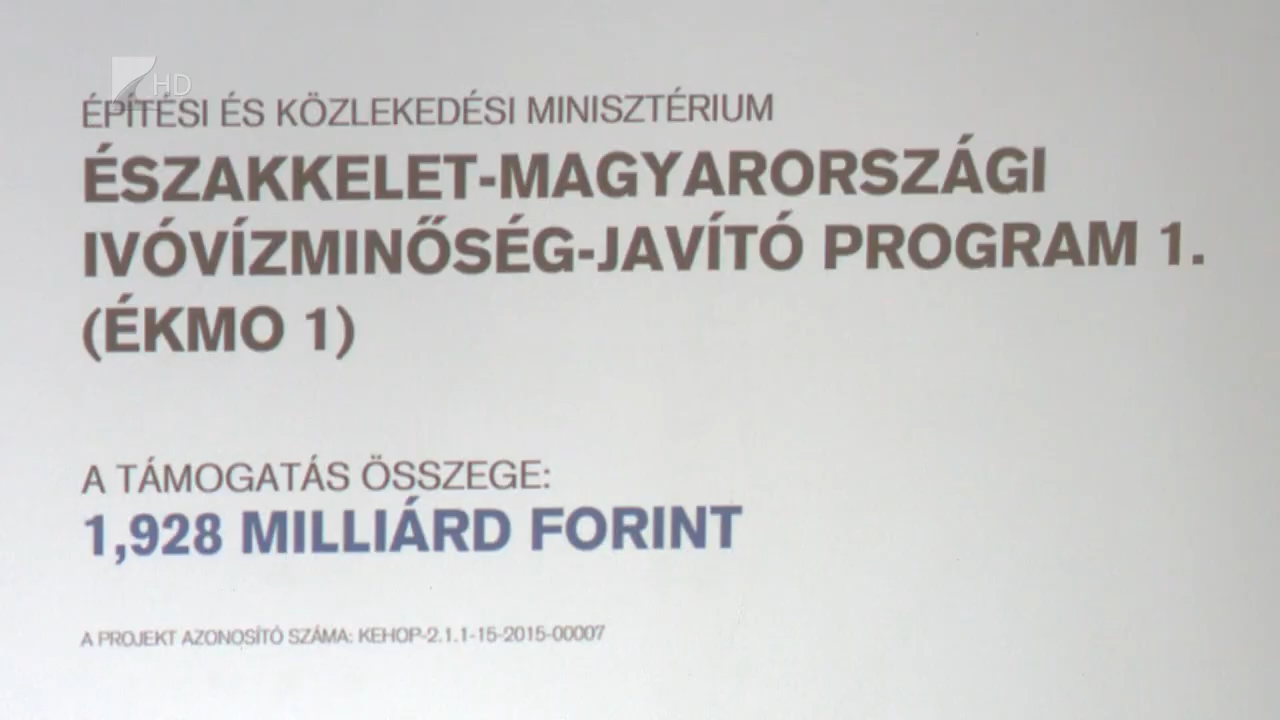 HD
ÉPÍTÉSI ÉS KÖZLEKEDÉSI MINISZTÉRIUM
ÉSZAKKELET-MAGYARORSZÁGI
IVÓVÍZMINŐSÉG-JAVÍTÓ PROGRAM 1.
(ÉKMO 1)
A TÁMOGATÁS ÖSSZEGE:
1,928 MILLIÁRD FORINT
A PROJEKT AZONOSÍTÓ SZÁMA: KEHOP-2.1.1-15-2015-00007